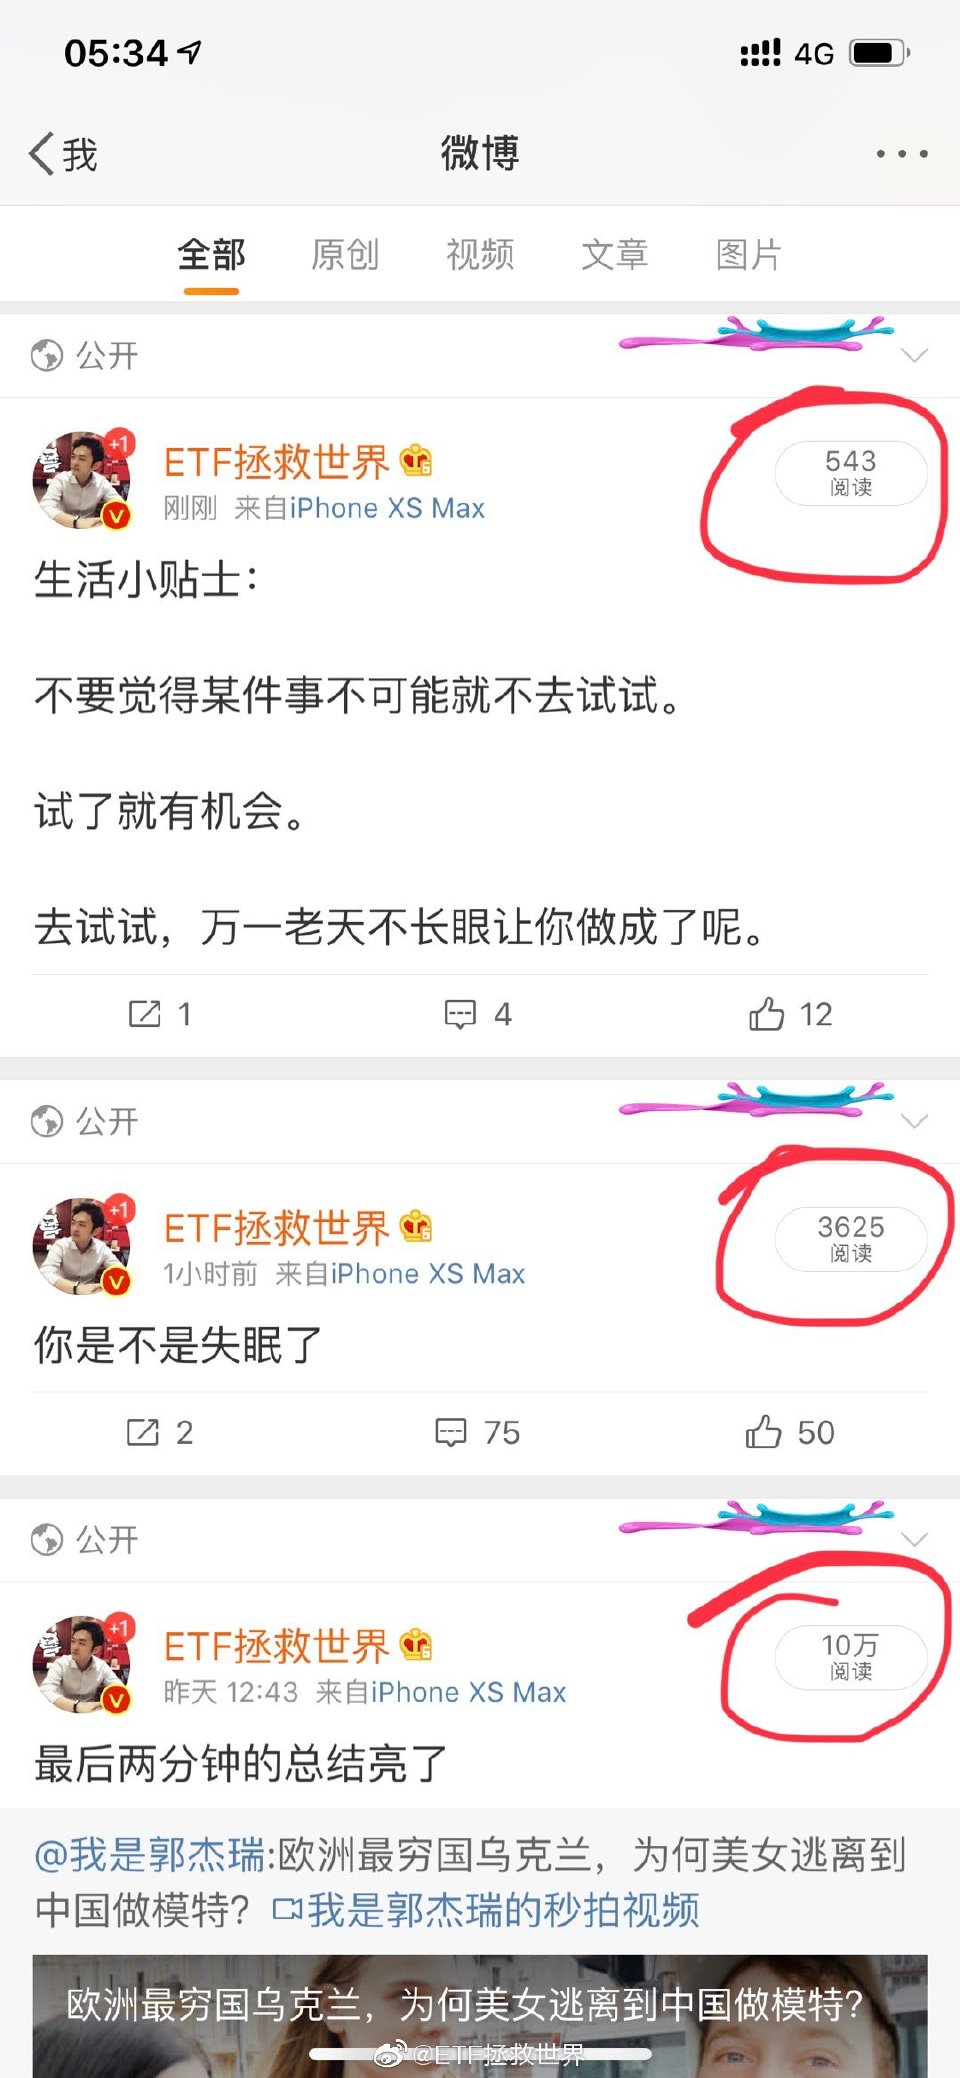 05:34 4G
我 微博
全部 原创 视频 文章 图片
公开
+1
ETF拯救世界
543
阅读
刚刚 来自iPhone XS Max
V
生活小贴士：
不要觉得某件事不可能就不去试试。
试了就有机会。
去试试，万一老天不长眼让你做成了呢。
1 4 12
公开
+1
ETF拯救世界
3625
阅读
1小时前 来自iPhone XS Max
V
你是不是失眠了
2 75 50
公开
+1
ETF拯救世界
10万
阅读
昨天 12:43 来自iPhone XS Max
V
最后两分钟的总结亮了
@我是郭杰瑞:欧洲最穷国乌克兰，为何美女逃离到
中国做模特？ 我是郭杰瑞的秒拍视频
欧洲最穷国乌克兰，为何美女逃离到中国做模特？
@ETF拯救世界